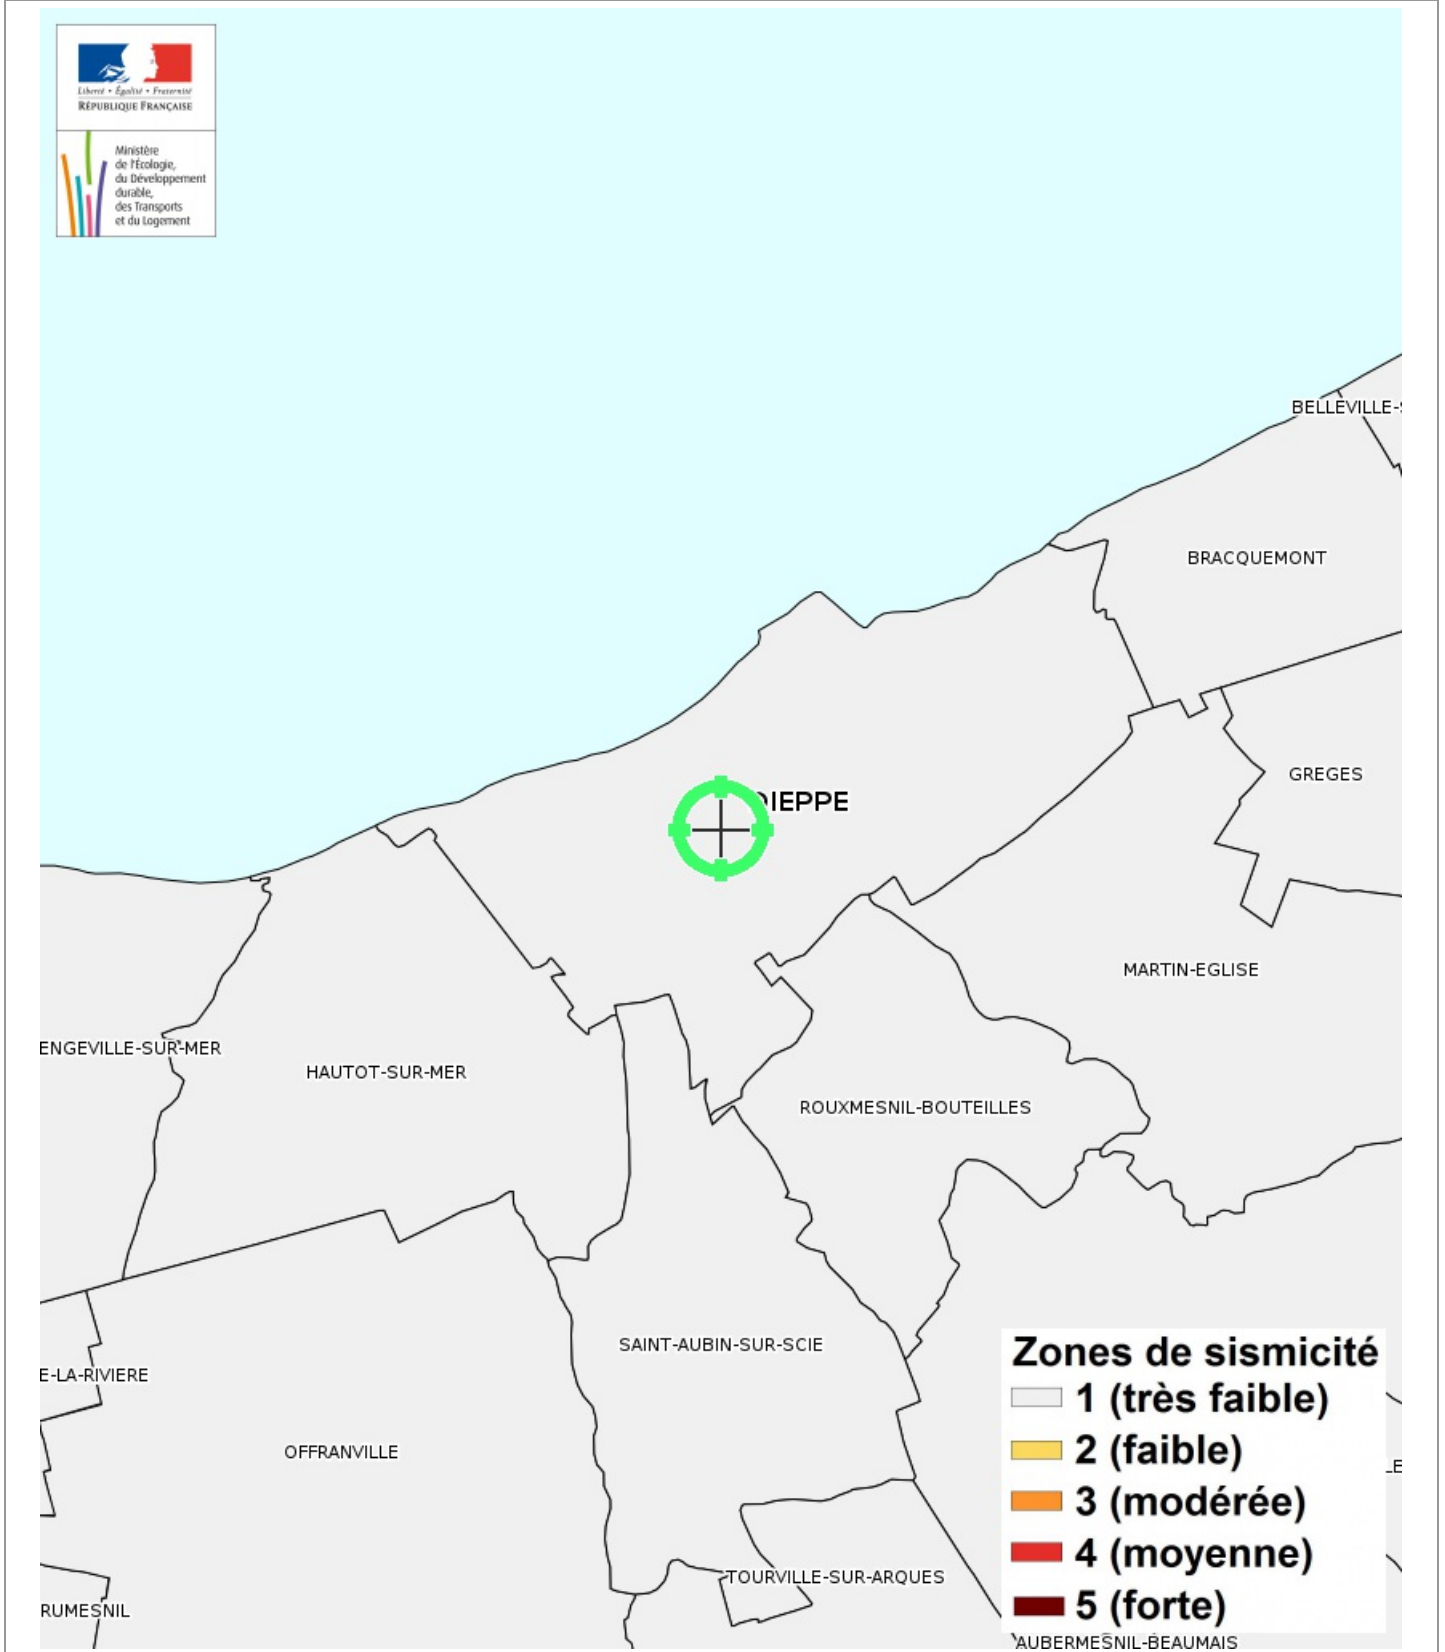 Liberté • Égalité • Fraternité
RÉPUBLIQUE FRANÇAISE
Ministère
de l'Écologie,
du Développement
durable,
des Transports
et du Logement
BELLEVILLE-S
BRACQUEMONT
GREGES
DIEPPE
MARTIN-EGLISE
ENGEVILLE-SUR-MER
HAUTOT-SUR-MER
ROUXMESNIL-BOUTEILLES
SAINT-AUBIN-SUR-SCIE
E-LA-RIVIERE
OFFRANVILLE
LE
TOURVILLE-SUR-ARQUES
RUMESNIL
AUBERMESNIL-BEAUMAIS
Zones de sismicité
1 (très faible)
2 (faible)
3 (modérée)
4 (moyenne)
5 (forte)